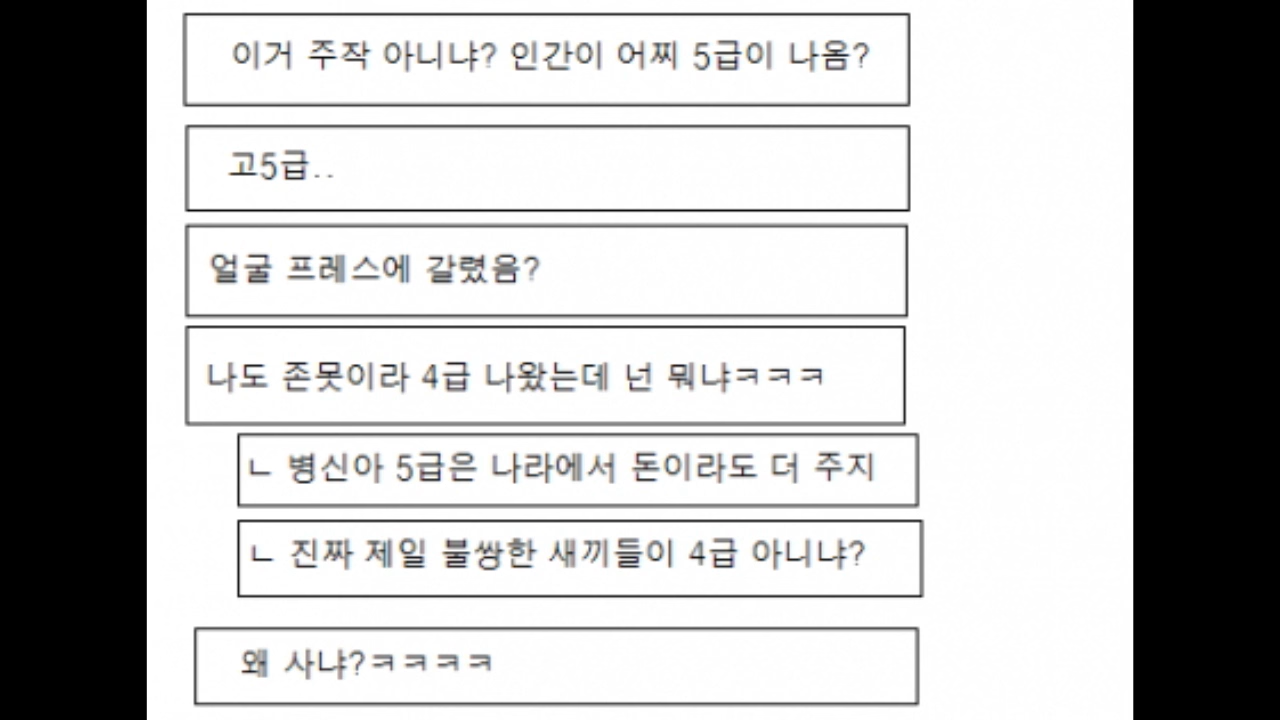 이거 주작 아니냐? 인간이 어찌 5급이 나옴?
고5급..
얼굴 프레스에 갈렸음?
나도 존못이라 4급 나왔는데 넌 뭐냐ㅋㅋㅋ
ㄴ 병신아 5급은 나라에서 돈이라도 더 주지
ㄴ 진짜 제일 불쌍한 새끼들이 4급 아니냐?
왜 사냐?ㅋㅋㅋㅋ